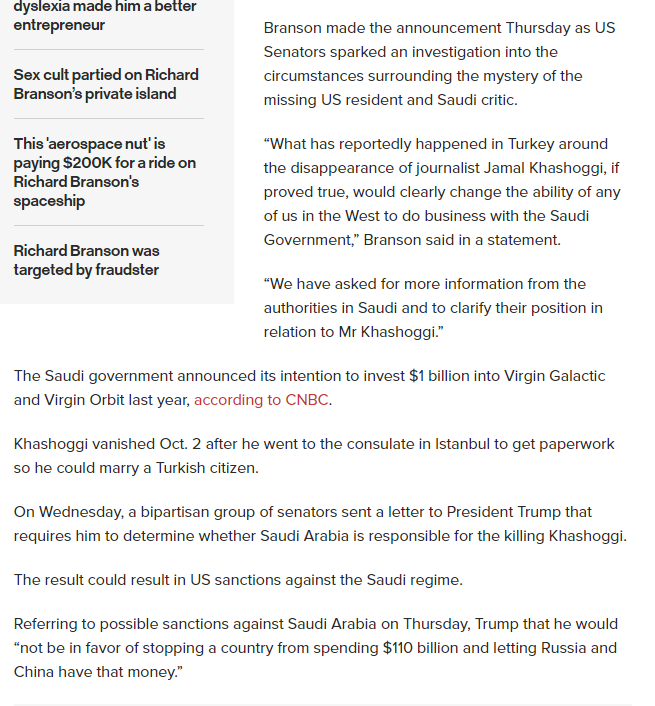 dyslexia made him a better
entrepreneur
Sex cult partied on Richard
Branson’s private island
This 'aerospace nut' is
paying $200K for a ride on
Richard Branson's
spaceship
Richard Branson was
targeted by fraudster
Branson made the announcement Thursday as US
Senators sparked an investigation into the
circumstances surrounding the mystery of the
missing US resident and Saudi critic.
“What has reportedly happened in Turkey around
the disappearance of journalist Jamal Khashoggi, if
proved true, would clearly change the ability of any
of us in the West to do business with the Saudi
Government,” Branson said in a statement.
“We have asked for more information from the
authorities in Saudi and to clarify their position in
relation to Mr Khashoggi.”
The Saudi government announced its intention to invest $1 billion into Virgin Galactic
and Virgin Orbit last year, according to CNBC.
Khashoggi vanished Oct. 2 after he went to the consulate in Istanbul to get paperwork
so he could marry a Turkish citizen.
On Wednesday, a bipartisan group of senators sent a letter to President Trump that
requires him to determine whether Saudi Arabia is responsible for the killing Khashoggi.
The result could result in US sanctions against the Saudi regime.
Referring to possible sanctions against Saudi Arabia on Thursday, Trump that he would
“not be in favor of stopping a country from spending $110 billion and letting Russia and
China have that money.”